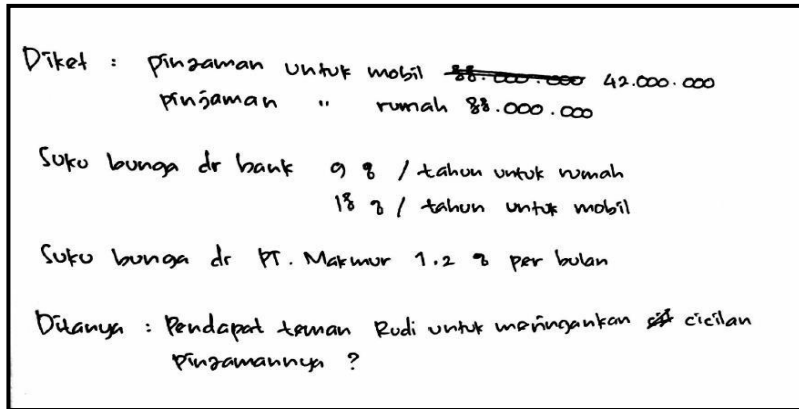 Diket : pinjaman untuk mobil 88.000.000 42.000.000
pinjaman " rumah 88.000.000
Suku bunga dr bank 9 % / tahun untuk rumah
18 % / tahun untuk mobil
Suku bunga dr PT. Makmur 1.2 % per bulan
Ditanya : Pendapat teman Rudi untuk meringankan cicilan
pinjamannya ?